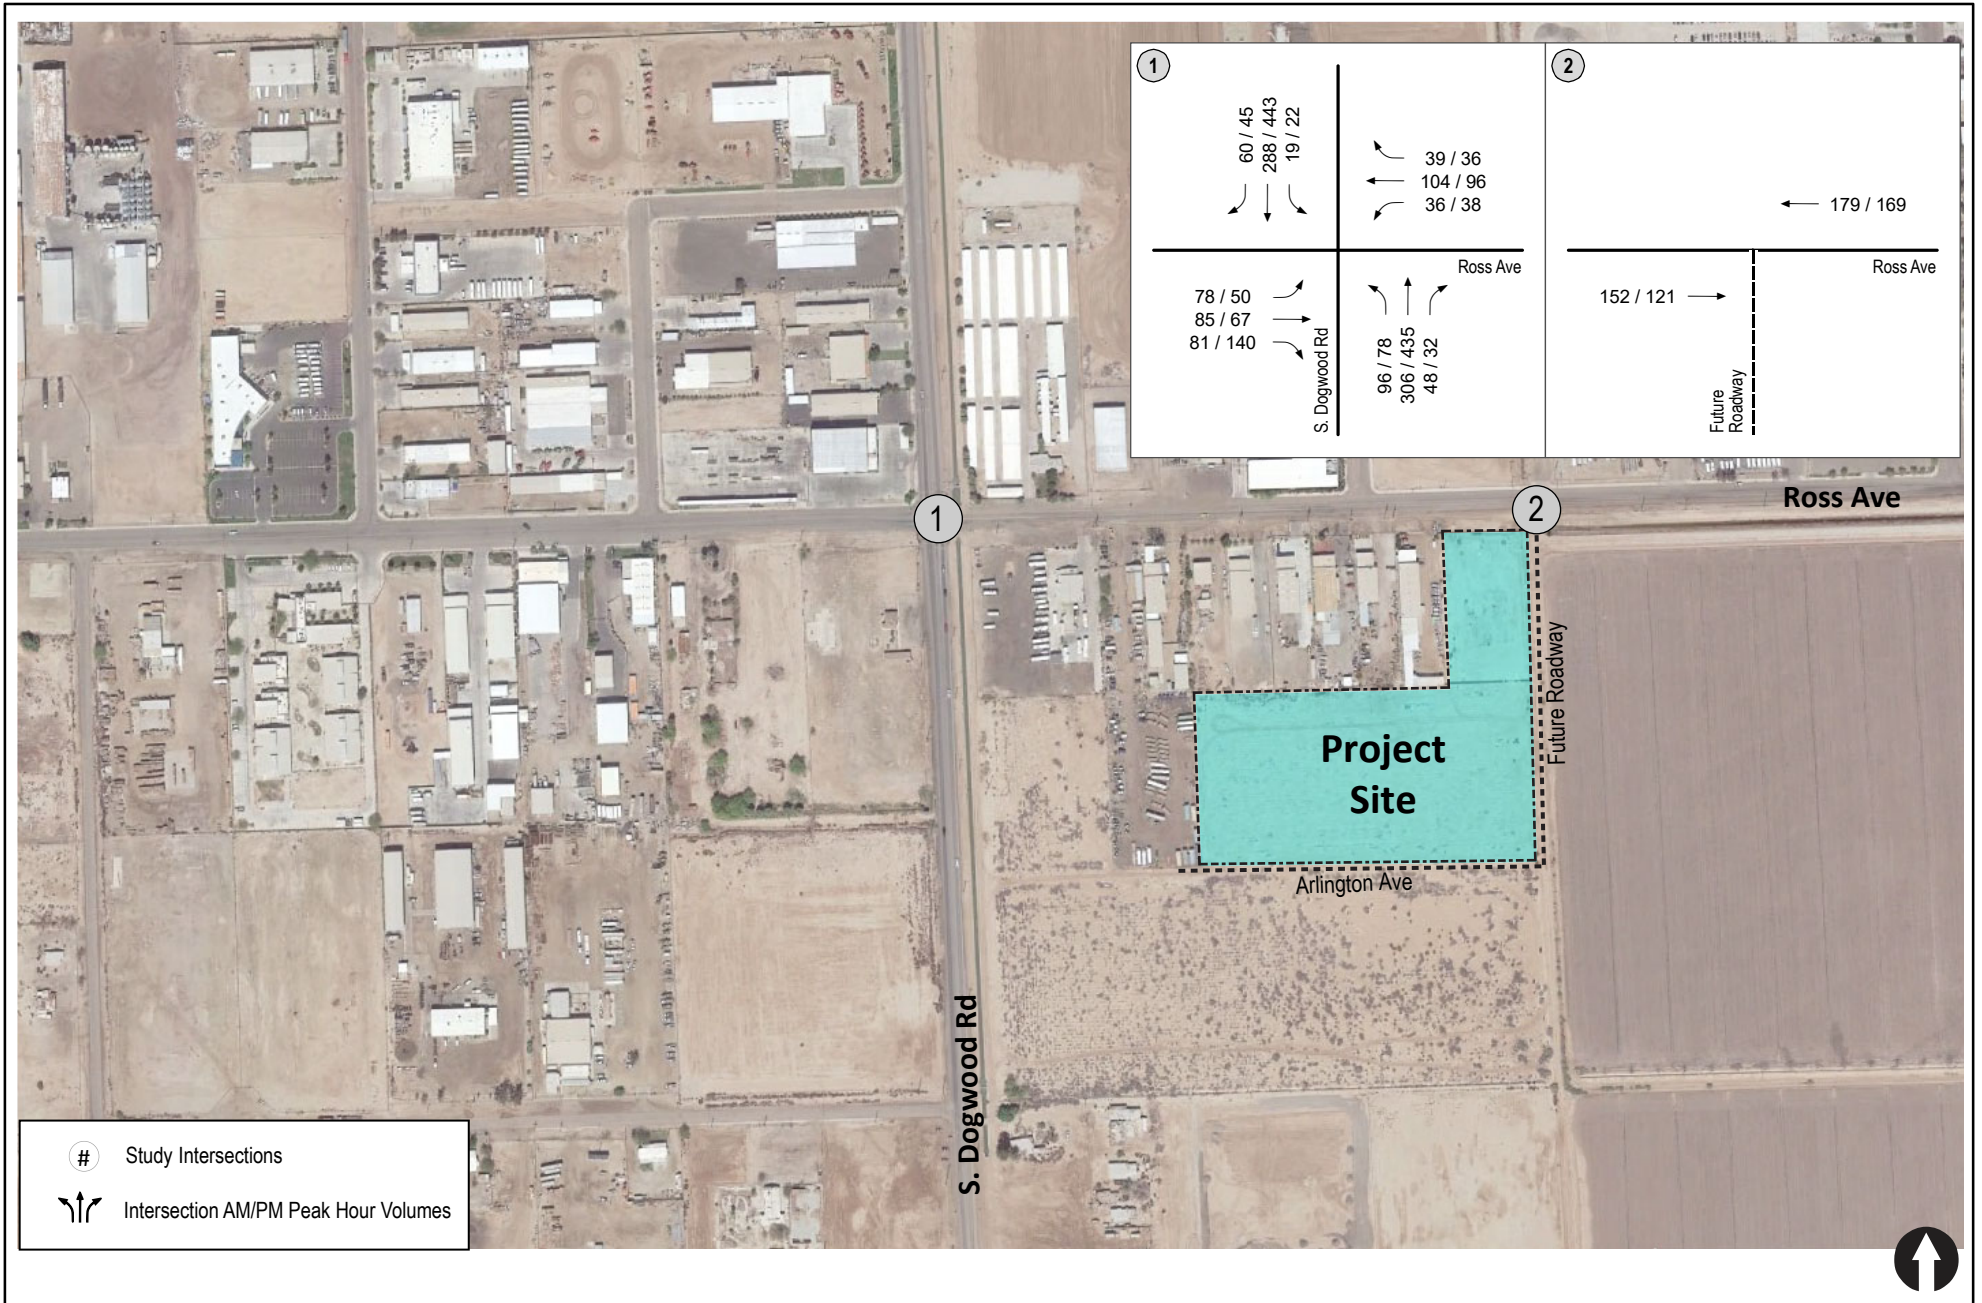 1
60 / 45
288 / 443
19 / 22
39 / 36
104 / 96
36 / 38
Ross Ave
78 / 50
85 / 67
81 / 140
S. Dogwood Rd
96 / 78
306 / 435
48 / 32
2
179 / 169
Ross Ave
152 / 121
Future
Roadway
Ross Ave
1
2
Future Roadway
Project
Site
Arlington Ave
S. Dogwood Rd
# Study Intersections
Intersection AM/PM Peak Hour Volumes